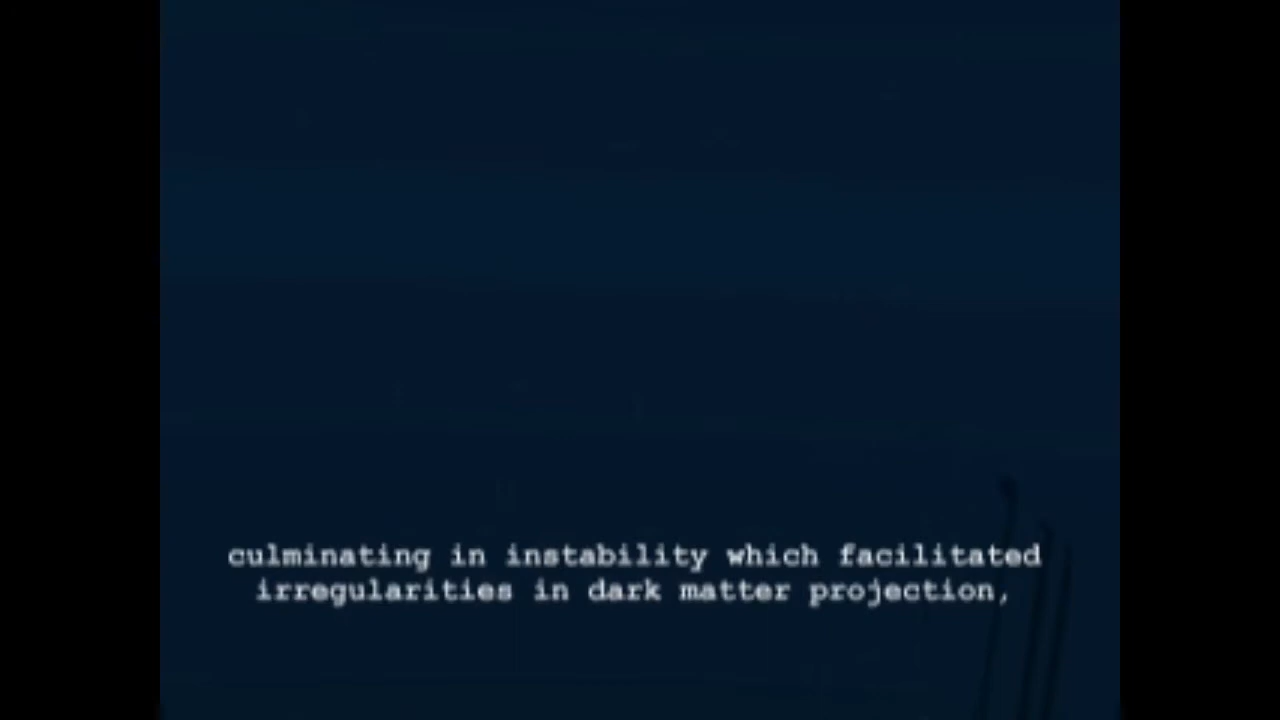 culminating in instability which facilitated
irregularities in dark matter projection,